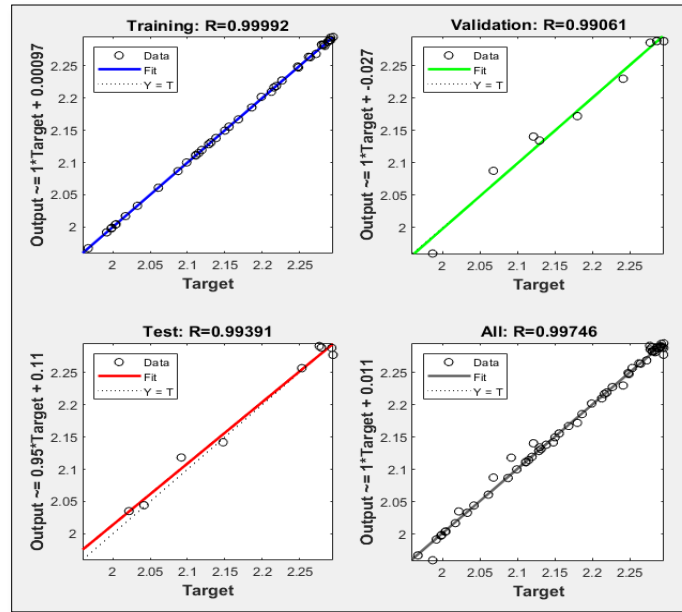 Training: R=0.99992
Output ~= 1*Target + 0.00097
2.25
2.2
2.15
2.1
2.05
2
Data
Fit
Y = T
2 2.05 2.1 2.15 2.2 2.25
Target
Validation: R=0.99061
Output ~= 1*Target + -0.027
2.25
2.2
2.15
2.1
2.05
2
Data
Fit
Y = T
2 2.05 2.1 2.15 2.2 2.25
Target
Test: R=0.99391
Output ~= 0.95*Target + 0.11
2.25
2.2
2.15
2.1
2.05
2
Data
Fit
Y = T
2 2.05 2.1 2.15 2.2 2.25
Target
All: R=0.99746
Output ~= 1*Target + 0.011
2.25
2.2
2.15
2.1
2.05
2
Data
Fit
Y = T
2 2.05 2.1 2.15 2.2 2.25
Target